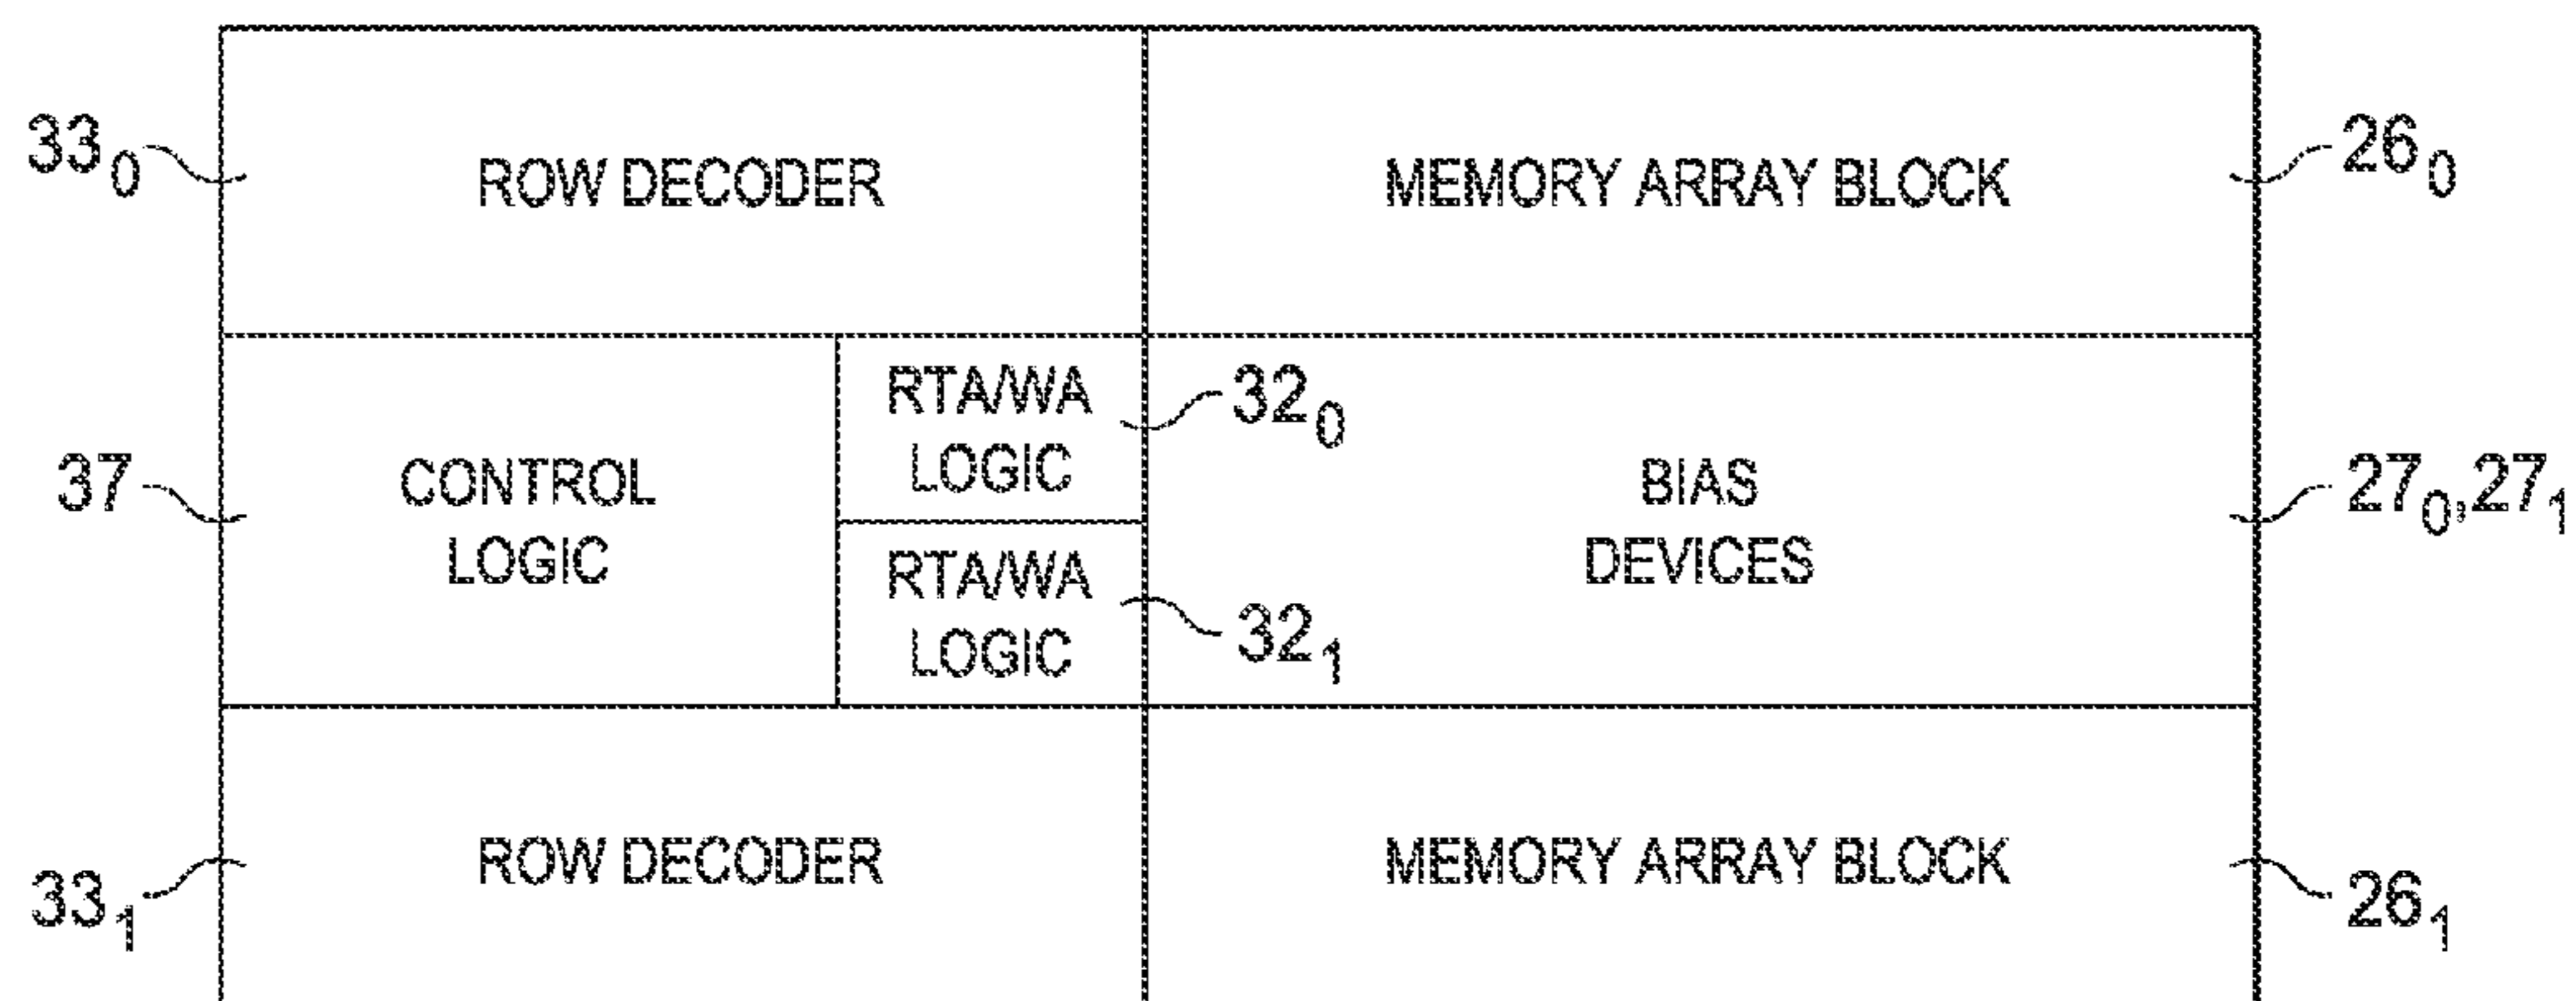 33₀ ROW DECODER MEMORY ARRAY BLOCK 26₀
RTA/WA
LOGIC
32₀
37
CONTROL
LOGIC
BIAS
DEVICES
27₀,27₁
RTA/WA
LOGIC
32₁
33₁ ROW DECODER MEMORY ARRAY BLOCK 26₁